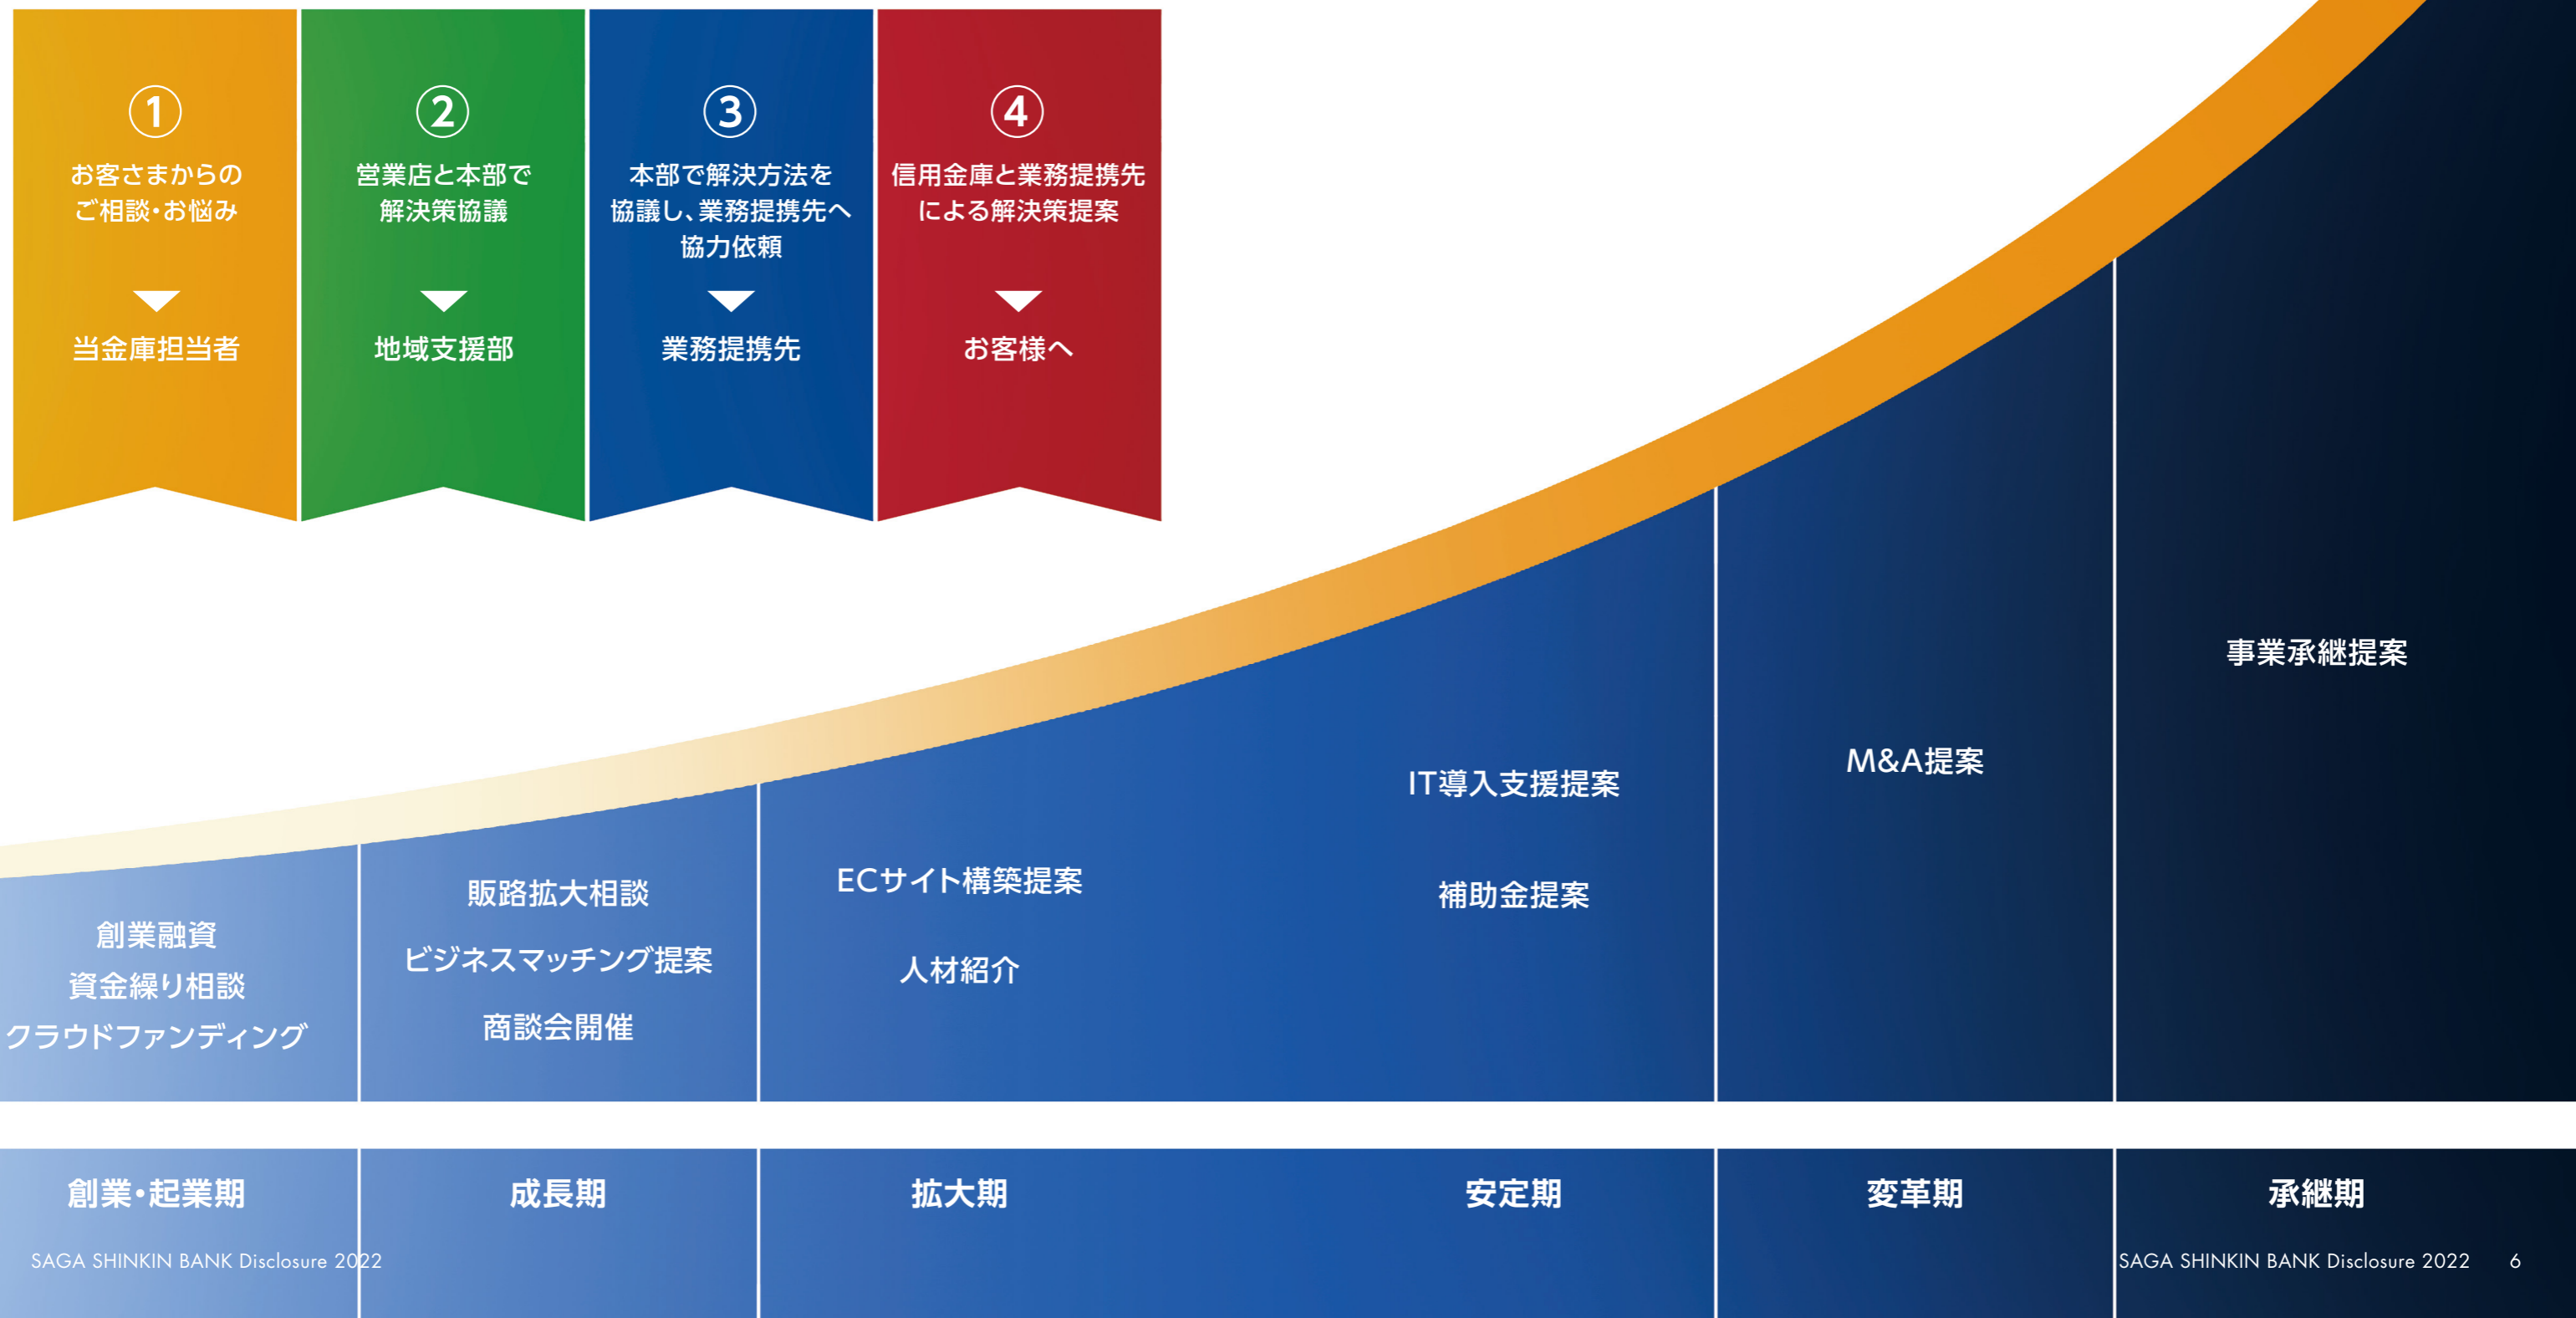 ①
お客さまからの
ご相談・お悩み
当金庫担当者
②
営業店と本部で
解決策協議
地域支援部
③
本部で解決方法を
協議し、業務提携先へ
協力依頼
業務提携先
④
信用金庫と業務提携先
による解決策提案
お客様へ
創業融資
資金繰り相談
クラウドファンディング
販路拡大相談
ビジネスマッチング提案
商談会開催
ECサイト構築提案
人材紹介
IT導入支援提案
補助金提案
M&A提案
事業承継提案
創業・起業期
成長期
拡大期
安定期
変革期
承継期
SAGA SHINKIN BANK Disclosure 2022
SAGA SHINKIN BANK Disclosure 2022 6